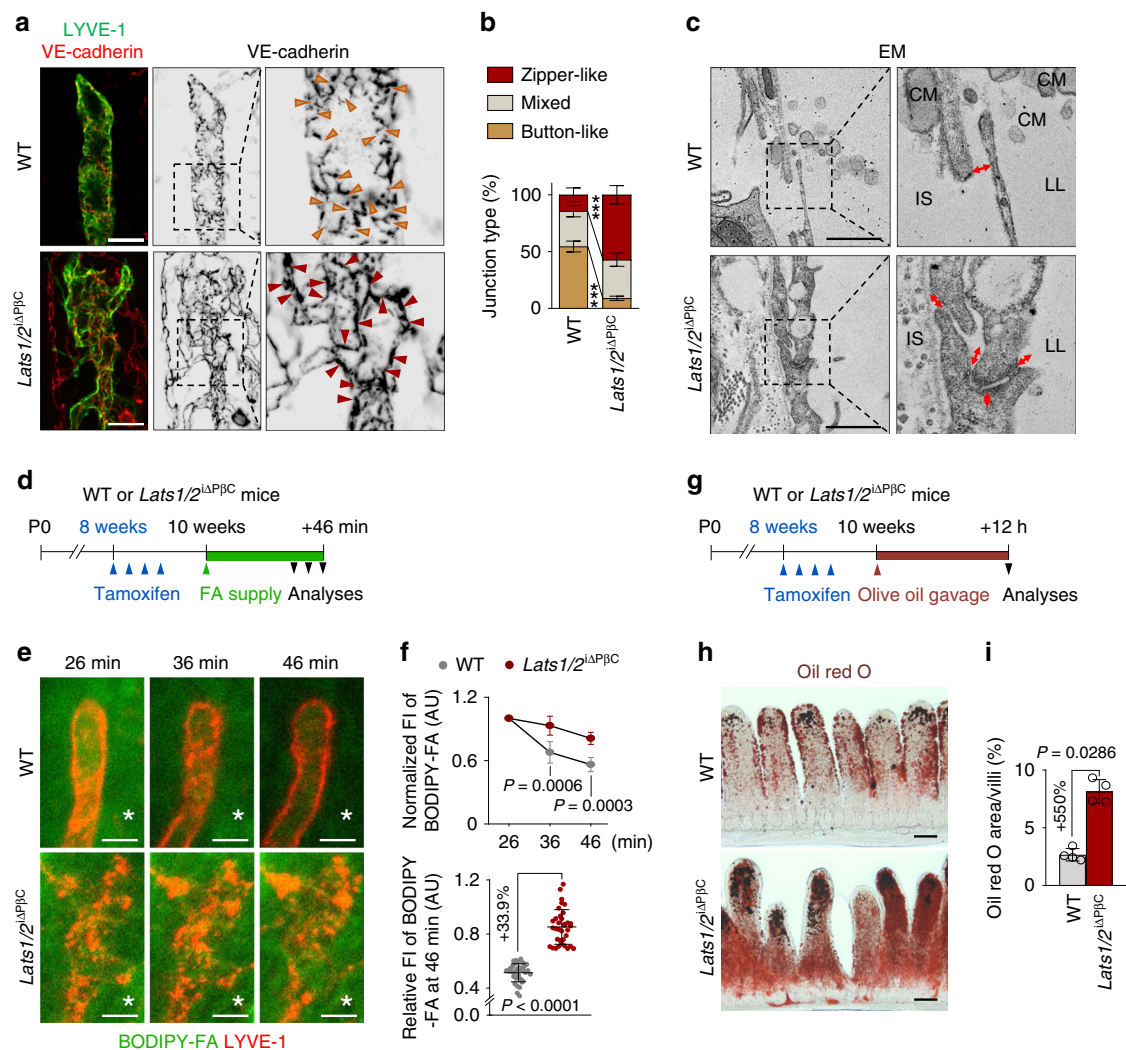 a
LYVE-1
VE-cadherin
VE-cadherin
WT
Lats1/2iΔPβC
b
Zipper-like
Mixed
Button-like
Junction type (%)
100
50
0
***
***
WT
Lats1/2iΔPβC
c
EM
WT
CM
CM
CM
IS
LL
Lats1/2iΔPβC
IS
LL
d
WT or Lats1/2iΔPβC mice
P0
8 weeks
10 weeks
+46 min
Tamoxifen
FA supply
Analyses
g
WT or Lats1/2iΔPβC mice
P0
8 weeks
10 weeks
+12 h
Tamoxifen
Olive oil gavage
Analyses
e
26 min
36 min
46 min
WT
*
*
*
Lats1/2iΔPβC
*
*
*
BODIPY-FA LYVE-1
f
WT
Lats1/2iΔPβC
Normalized FI of
BODIPY-FA (AU)
1.2
0.6
0
P = 0.0006
P = 0.0003
26
36
46
(min)
Relative FI of BODIPY
-FA at 46 min (AU)
1.2
0.8
0.4
0.0
+33.9%
P < 0.0001
h
Oil red O
WT
Lats1/2iΔPβC
i
Oil red O area/villi (%)
P = 0.0286
10
5
0
+550%
WT
Lats1/2iΔPβC